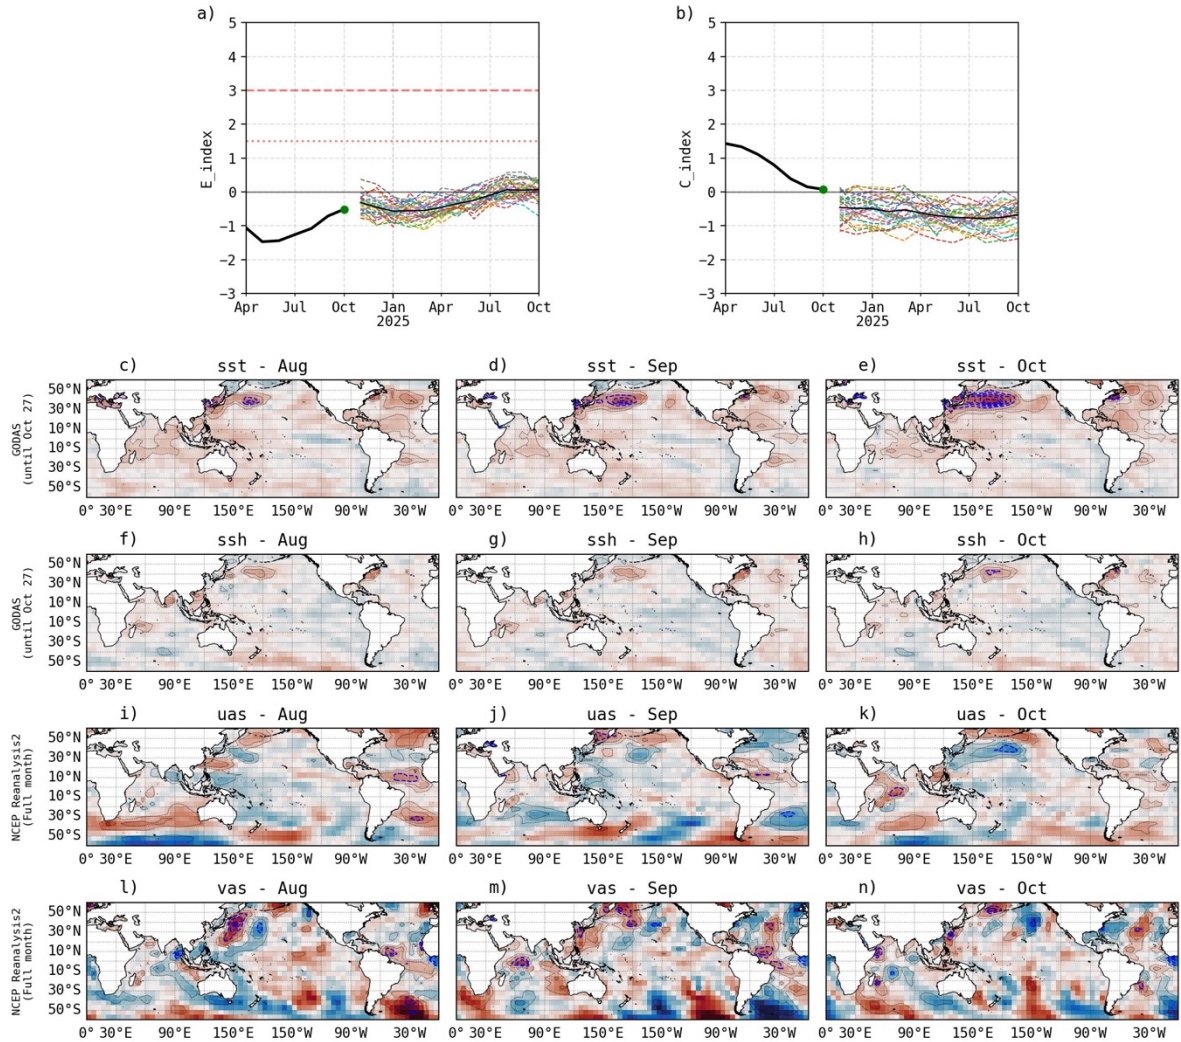 a)
5
4
3
2
1
0
−1
−2
−3
E_index
Apr Jul Oct Jan Apr Jul Oct
2025
b)
5
4
3
2
1
0
−1
−2
−3
C_index
Apr Jul Oct Jan Apr Jul Oct
2025
c) sst - Aug d) sst - Sep e) sst - Oct
GODAS
(until Oct 27)
50°N
30°N
10°N
10°S
30°S
50°S
0° 30°E 90°E 150°E 150°W 90°W 30°W 0° 30°E 90°E 150°E 150°W 90°W 30°W 0° 30°E 90°E 150°E 150°W 90°W 30°W
f) ssh - Aug g) ssh - Sep h) ssh - Oct
GODAS
(until Oct 27)
50°N
30°N
10°N
10°S
30°S
50°S
0° 30°E 90°E 150°E 150°W 90°W 30°W 0° 30°E 90°E 150°E 150°W 90°W 30°W 0° 30°E 90°E 150°E 150°W 90°W 30°W
i) uas - Aug j) uas - Sep k) uas - Oct
NCEP Reanalysis2
(Full month)
50°N
30°N
10°N
10°S
30°S
50°S
0° 30°E 90°E 150°E 150°W 90°W 30°W 0° 30°E 90°E 150°E 150°W 90°W 30°W 0° 30°E 90°E 150°E 150°W 90°W 30°W
l) vas - Aug m) vas - Sep n) vas - Oct
NCEP Reanalysis2
(Full month)
50°N
30°N
10°N
10°S
30°S
50°S
0° 30°E 90°E 150°E 150°W 90°W 30°W 0° 30°E 90°E 150°E 150°W 90°W 30°W 0° 30°E 90°E 150°E 150°W 90°W 30°W